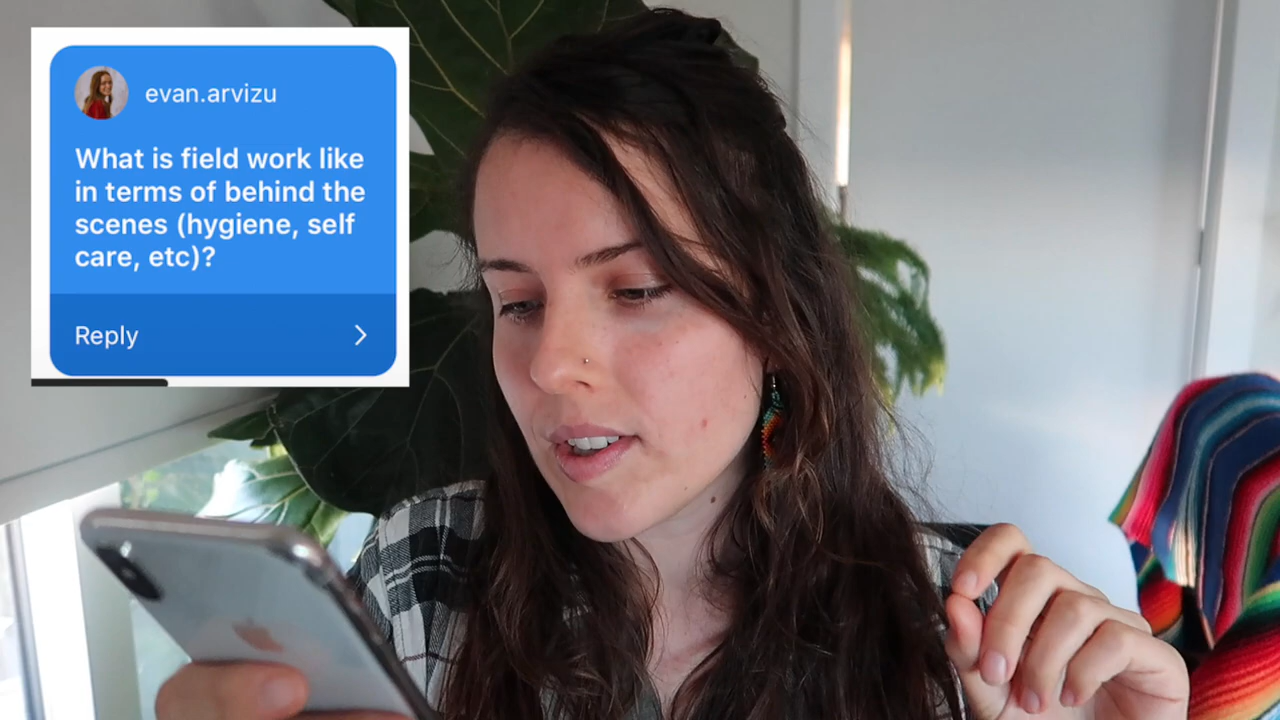 evan.arvizu
What is field work like
in terms of behind the
scenes (hygiene, self
care, etc)?
Reply